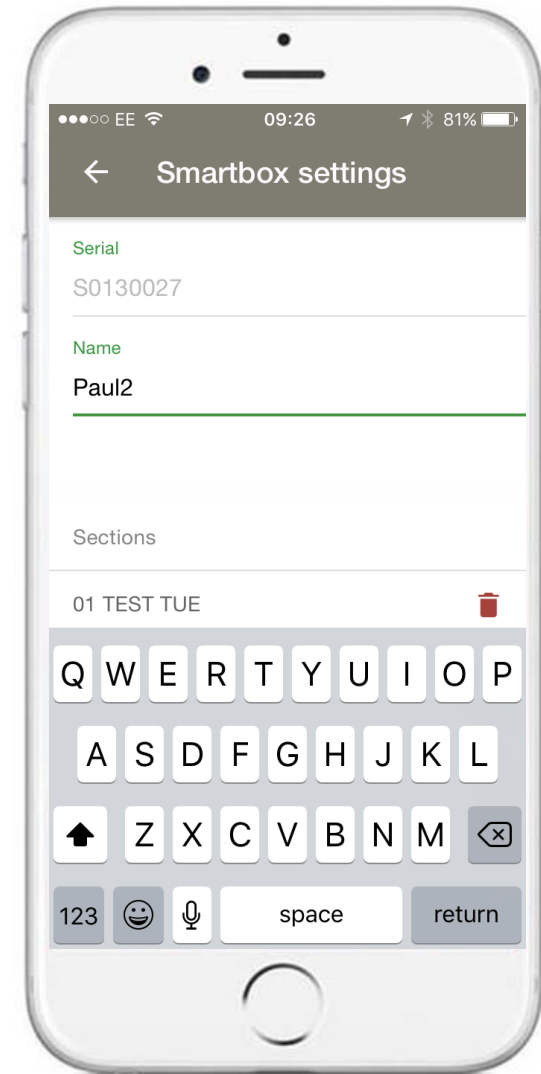 EE 09:26 81%
Smartbox settings
Serial
S0130027
Name
Paul2
Sections
01 TEST TUE
Q W E R T Y U I O P
A S D F G H J K L
Z X C V B N M
123 space return